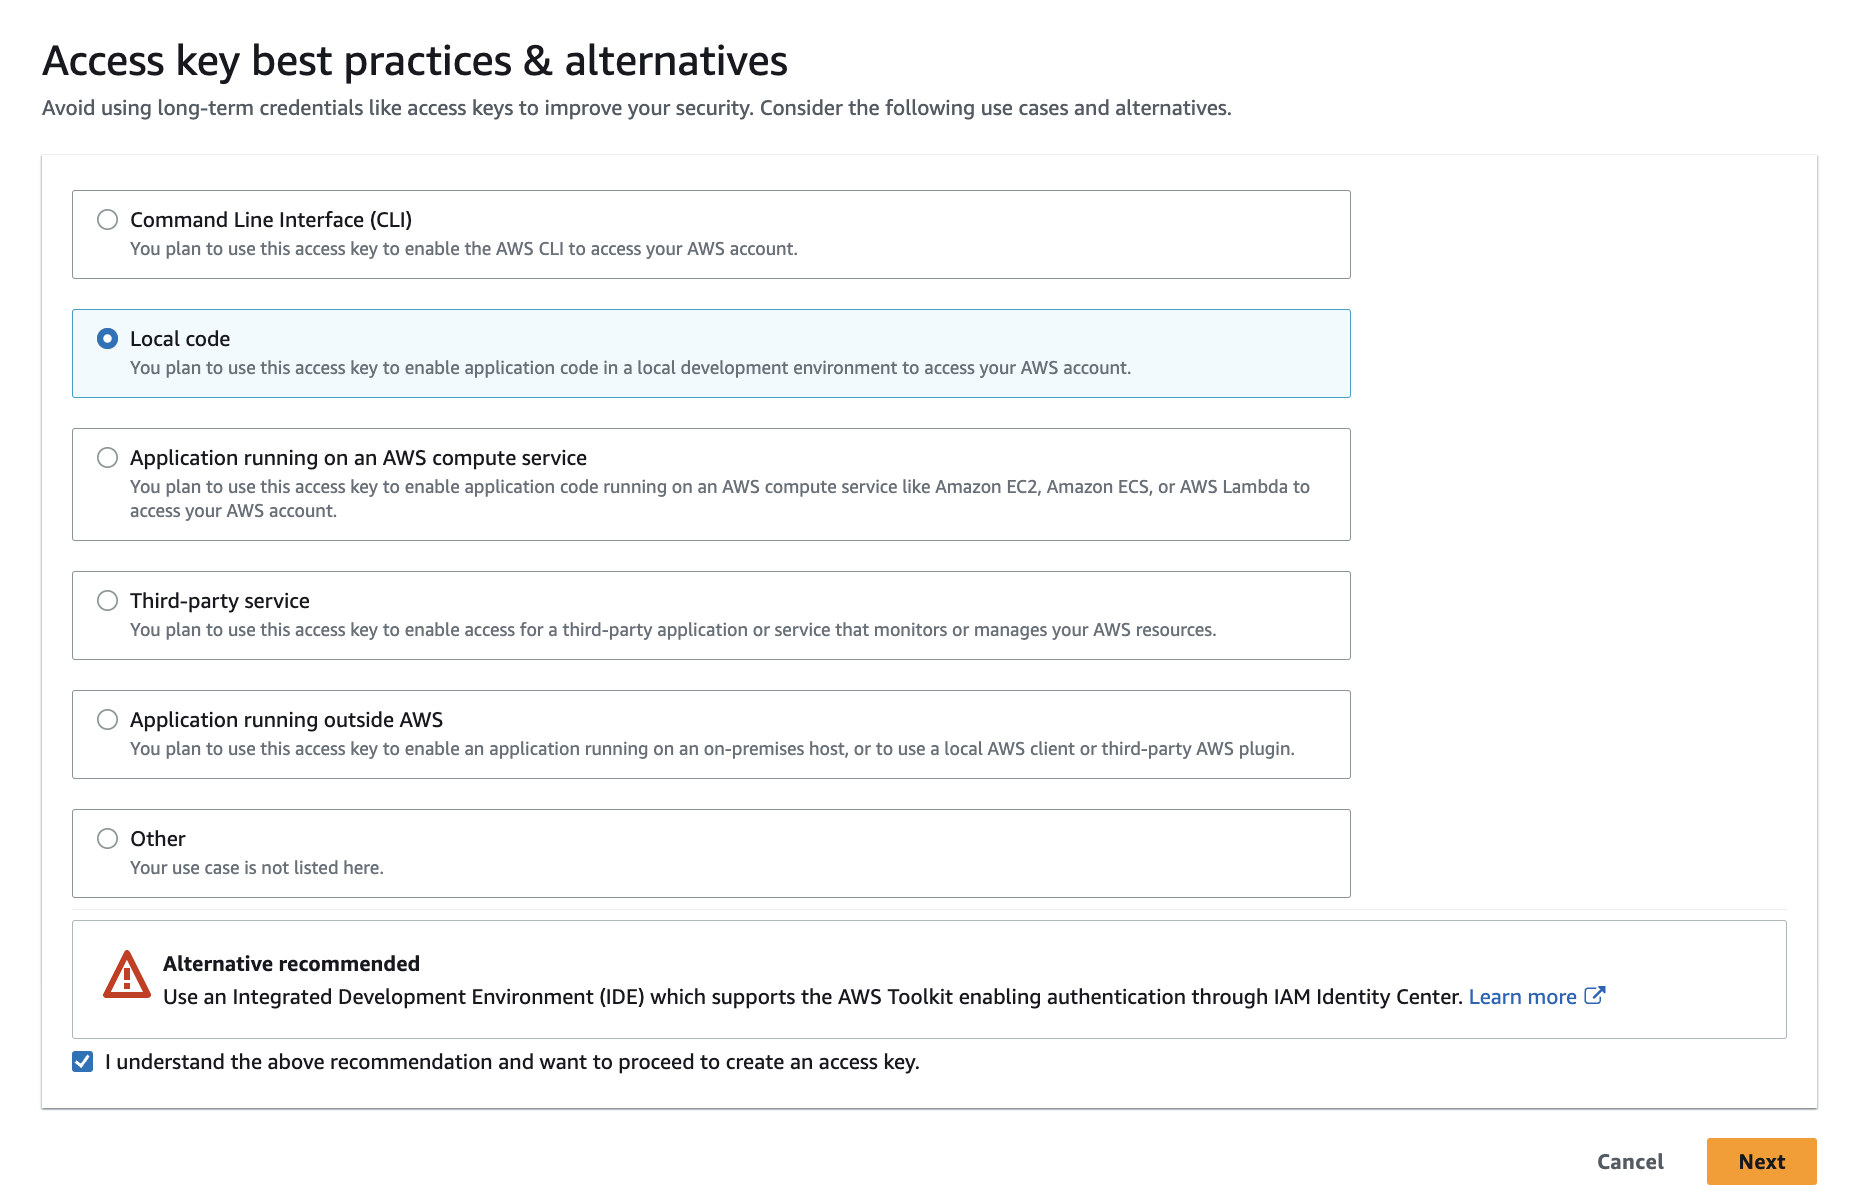 Access key best practices & alternatives
Avoid using long-term credentials like access keys to improve your security. Consider the following use cases and alternatives.
Command Line Interface (CLI)
You plan to use this access key to enable the AWS CLI to access your AWS account.
Local code
You plan to use this access key to enable application code in a local development environment to access your AWS account.
Application running on an AWS compute service
You plan to use this access key to enable application code running on an AWS compute service like Amazon EC2, Amazon ECS, or AWS Lambda to
access your AWS account.
Third-party service
You plan to use this access key to enable access for a third-party application or service that monitors or manages your AWS resources.
Application running outside AWS
You plan to use this access key to enable an application running on an on-premises host, or to use a local AWS client or third-party AWS plugin.
Other
Your use case is not listed here.
Alternative recommended
Use an Integrated Development Environment (IDE) which supports the AWS Toolkit enabling authentication through IAM Identity Center. Learn more
I understand the above recommendation and want to proceed to create an access key.
Cancel Next